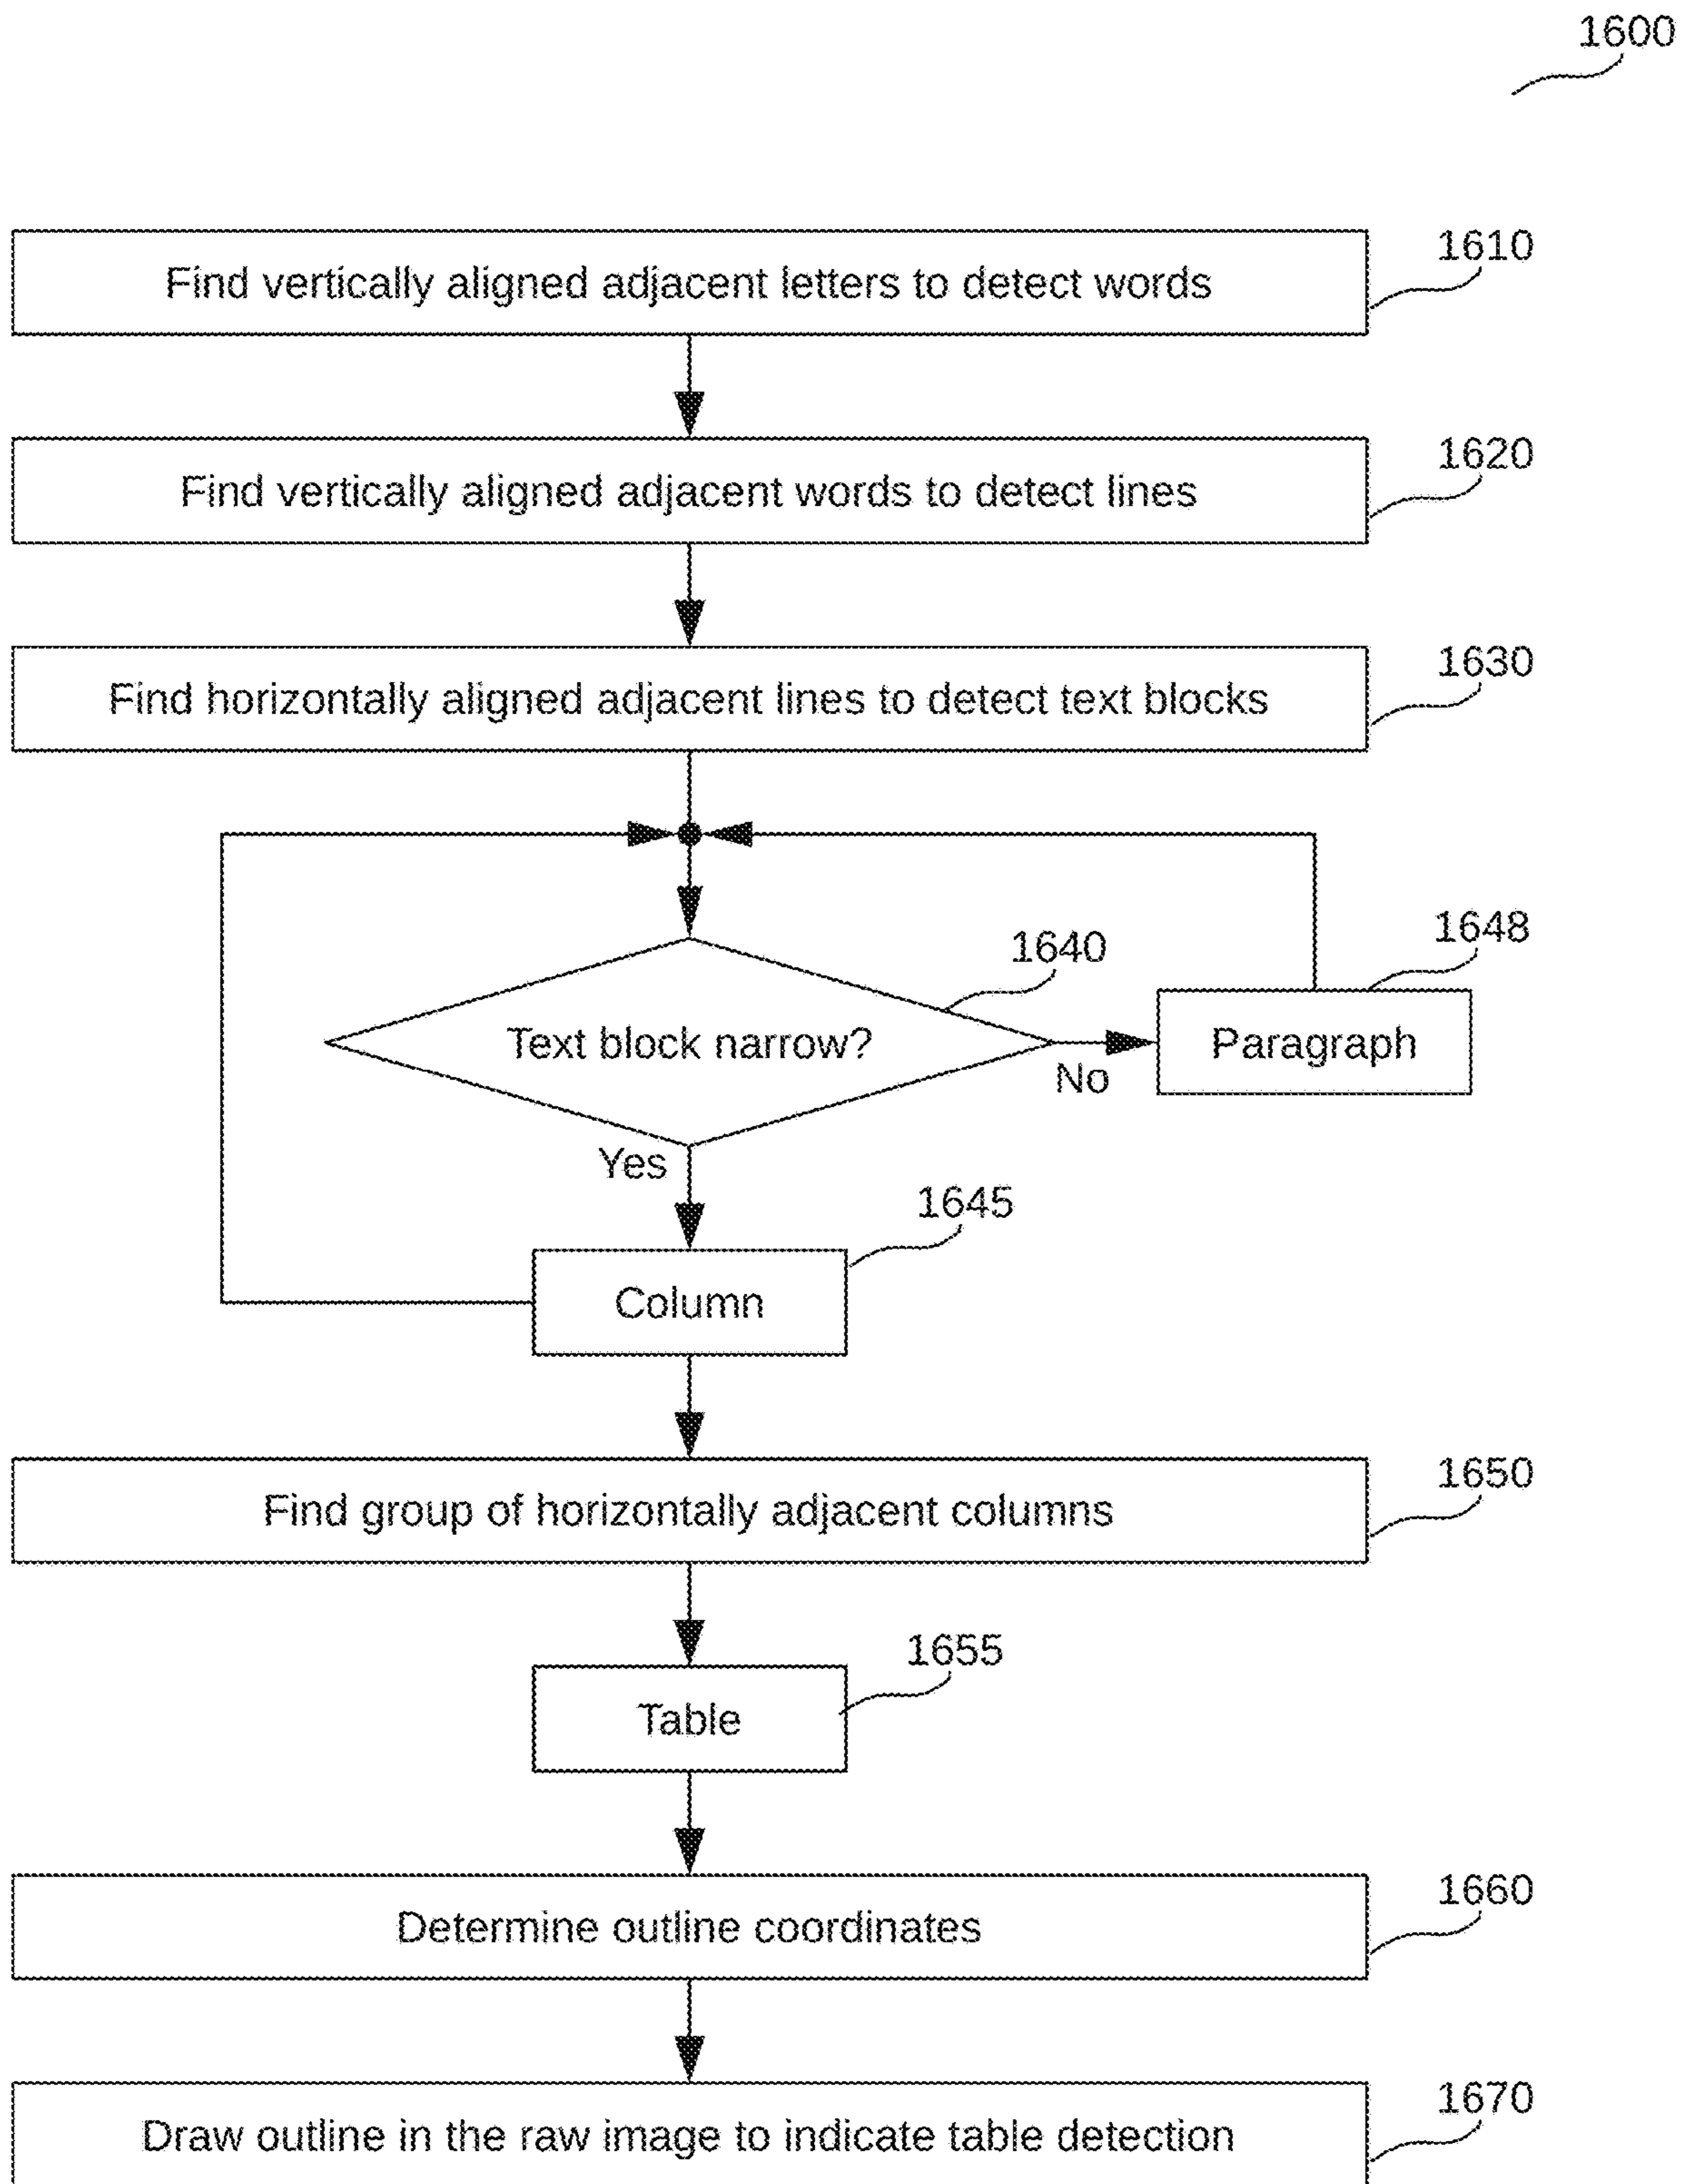 1600
Find vertically aligned adjacent letters to detect words
1610
Find vertically aligned adjacent words to detect lines
1620
Find horizontally aligned adjacent lines to detect text blocks
1630
1640
1648
Text block narrow?
Paragraph
No
Yes
1645
Column
Find group of horizontally adjacent columns
1650
1655
Table
Determine outline coordinates
1660
Draw outline in the raw image to indicate table detection
1670